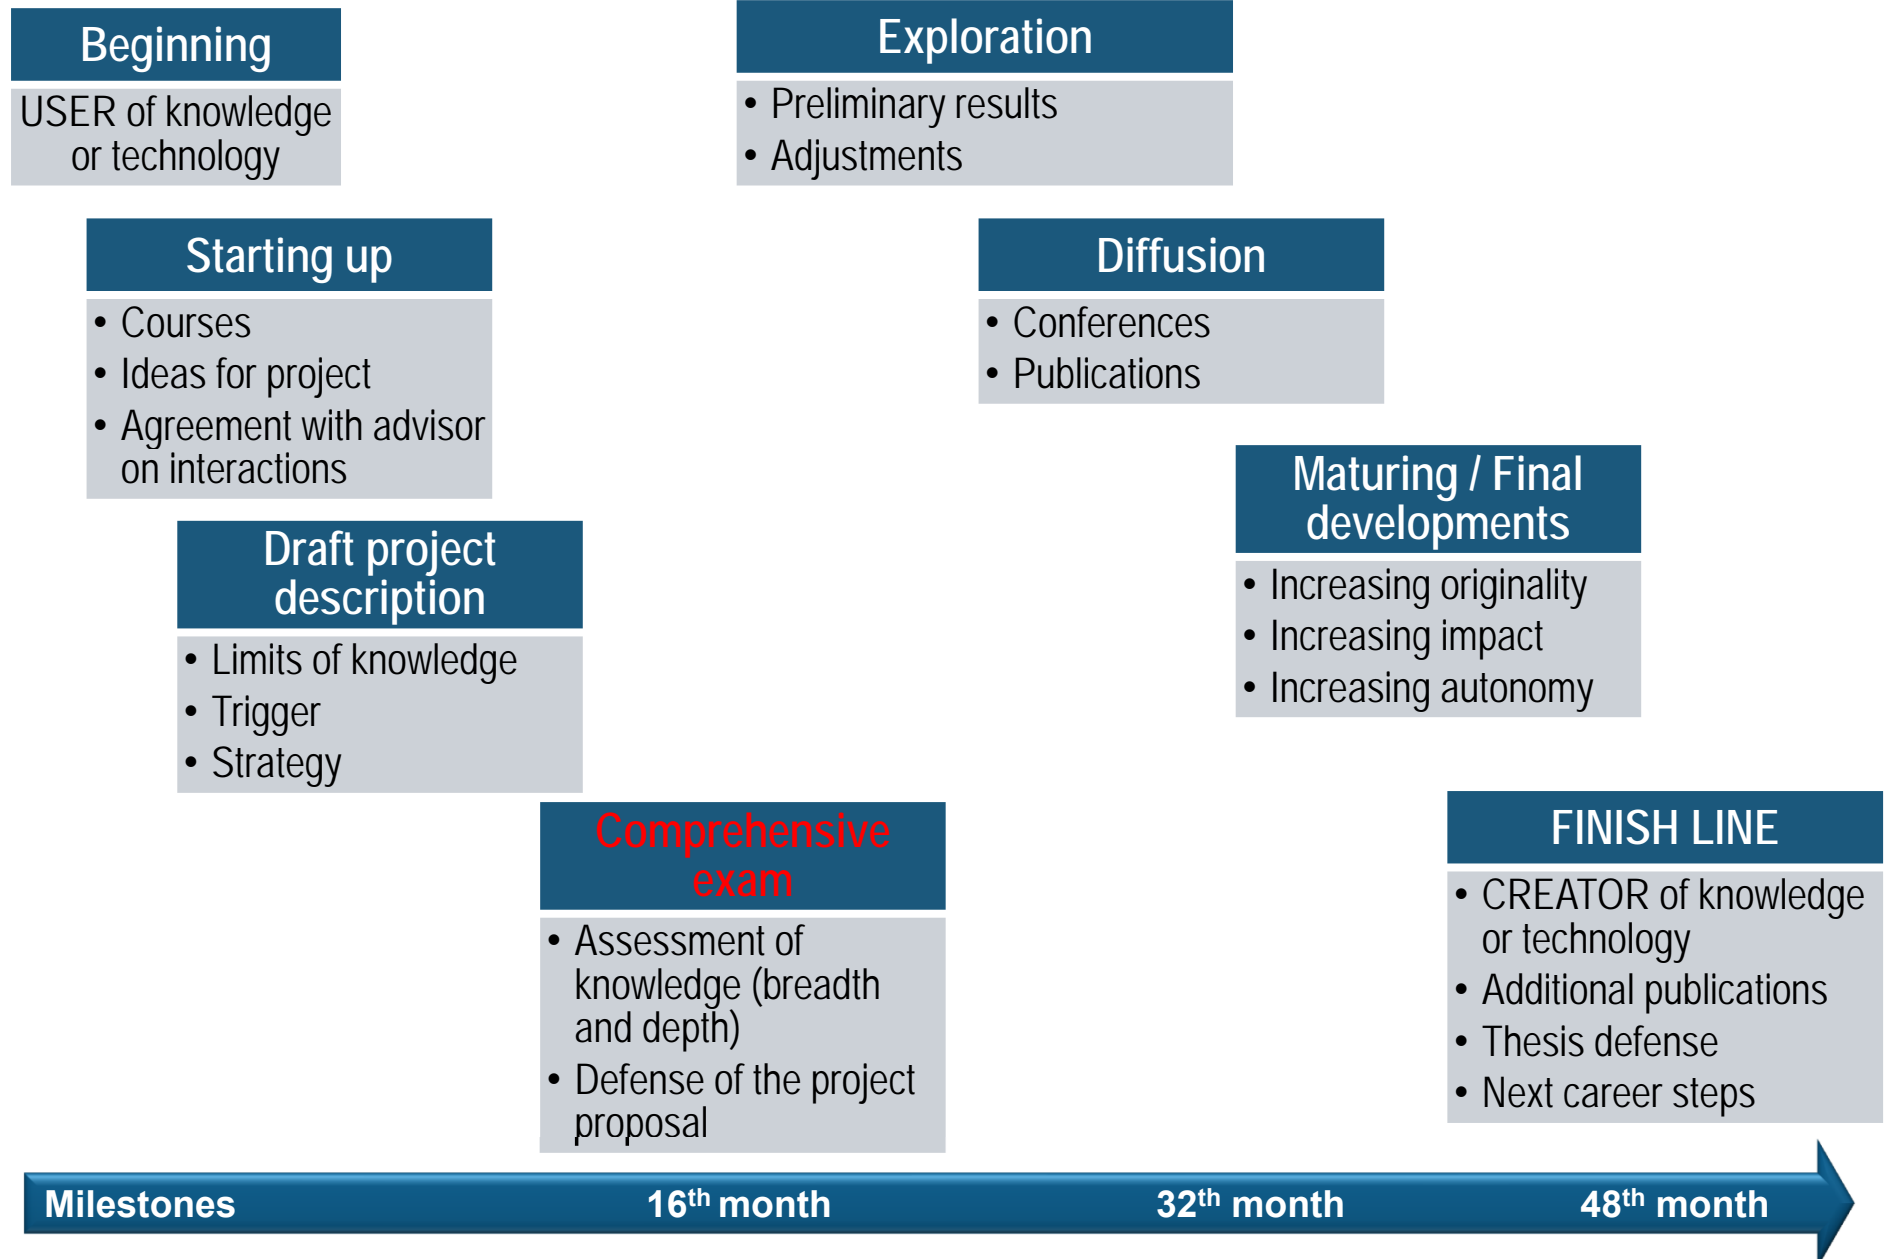 Beginning
USER of knowledge
or technology
Starting up
• Courses
• Ideas for project
• Agreement with advisor
on interactions
Draft project
description
• Limits of knowledge
• Trigger
• Strategy
Comprehensive
exam
• Assessment of
knowledge (breadth
and depth)
• Defense of the project
proposal
Exploration
• Preliminary results
• Adjustments
Diffusion
• Conferences
• Publications
Maturing / Final
developments
• Increasing originality
• Increasing impact
• Increasing autonomy
FINISH LINE
• CREATOR of knowledge
or technology
• Additional publications
• Thesis defense
• Next career steps
Milestones 16th month 32th month 48th month